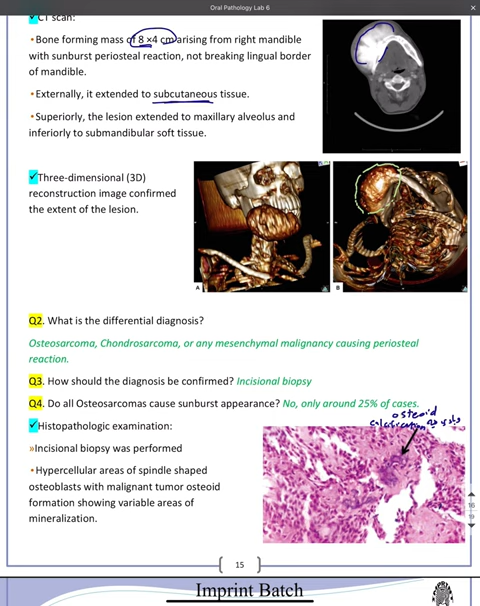 Oral Pathology Lab 6
✓CT scan:
•Bone forming mass of 8 ×4 cm arising from right mandible
with sunburst periosteal reaction, not breaking lingual border
of mandible.
•Externally, it extended to subcutaneous tissue.
•Superiorly, the lesion extended to maxillary alveolus and
inferiorly to submandibular soft tissue.
✓Three-dimensional (3D)
reconstruction image confirmed
the extent of the lesion.
A
B
Q2. What is the differential diagnosis?
Osteosarcoma, Chondrosarcoma, or any mesenchymal malignancy causing periosteal
reaction.
Q3. How should the diagnosis be confirmed? Incisional biopsy
Q4. Do all Osteosarcomas cause sunburst appearance? No, only around 25% of cases.
osteoid
✓Histopathologic examination:
»Incisional biopsy was performed
•Hypercellular areas of spindle shaped
osteoblasts with malignant tumor osteoid
formation showing variable areas of
mineralization.
16
15
Imprint Batch